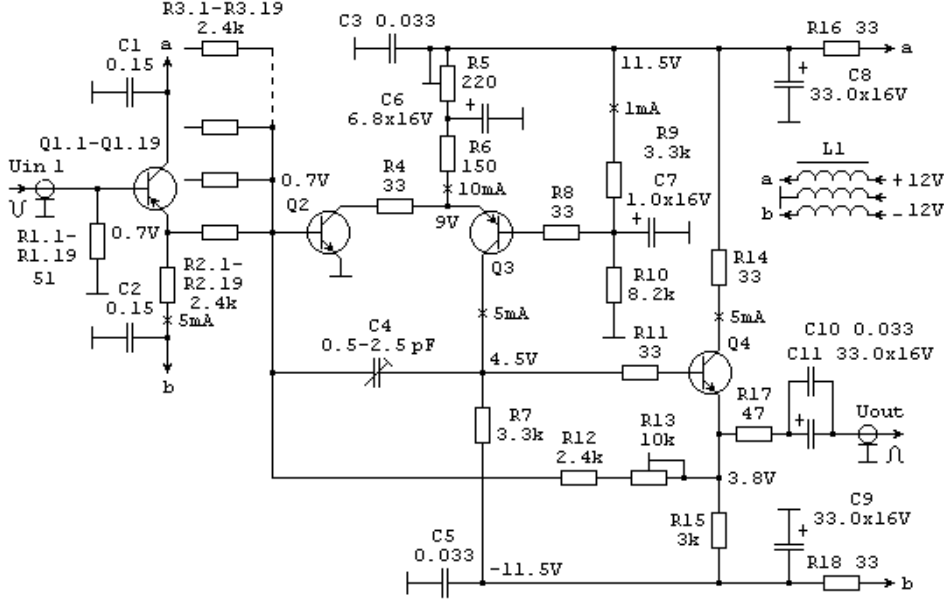 R3.1-R3.19
2.4k
a
C1
0.15
Q1.1-Q1.19
Uin 1
0.7V
R1.1-
R1.19
51
C2
0.15
R2.1-
R2.19
2.4k
5mA
b
0.7V
Q2
R4
33
C3 0.033
R5
220
C6
6.8x16V
+
R6
150
10mA
9V
Q3
R8
33
11.5V
1mA
R9
3.3k
C7
1.0x16V
+
R10
8.2k
R16 33
a
C8
33.0x16V
+
L1
a
+12V
b
-12V
R14
33
5mA
Q4
5mA
C4
0.5-2.5pF
4.5V
R11
33
C10 0.033
C11 33.0x16V
+
R17
47
Uout
R7
3.3k
R12
2.4k
R13
10k
3.8V
R15
3k
C9
33.0x16V
+
C5
0.033
-11.5V
R18 33
b